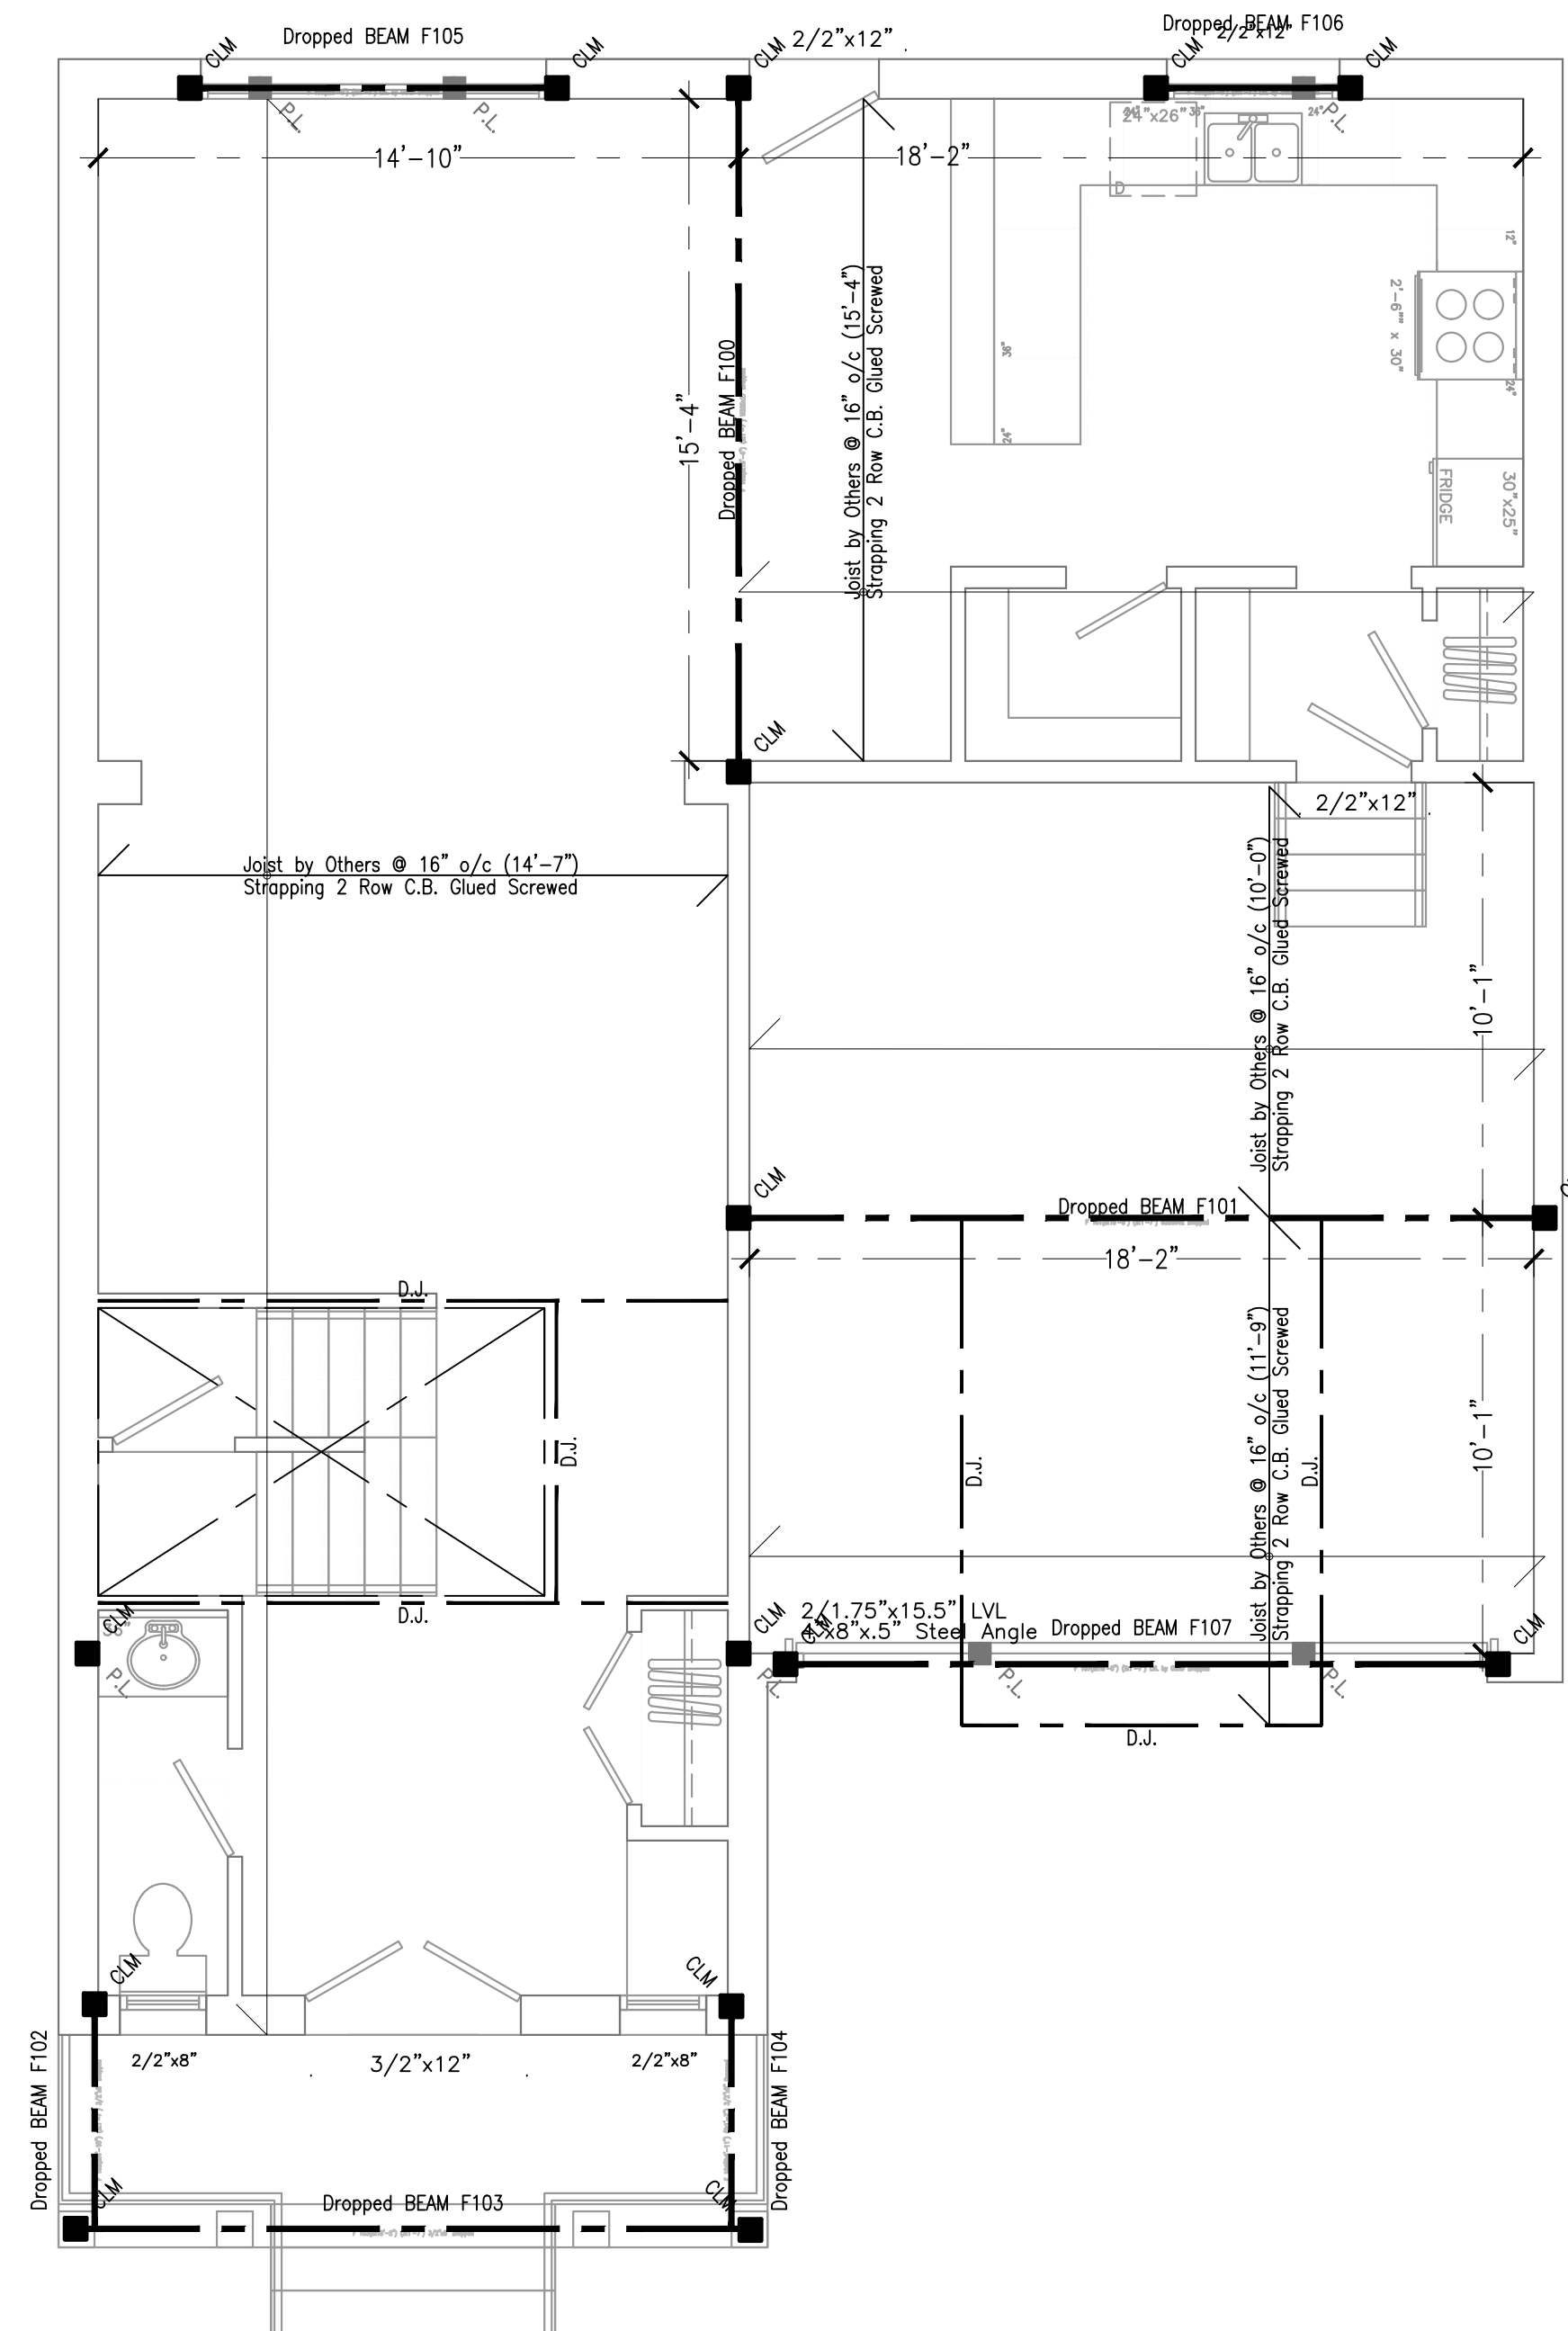 Dropped BEAM F105
Dropped BEAM F106
CLM
CLM
CLM
2/2"x12"
2/2"x12"
CLM
CLM
P.L.
P.L.
P.L.
24"x26"
36"
24"
14'-10"
18'-2"
D
12"
2'-6"" x 30"
24"
36"
24"
FRIDGE
30"x25"
15'-4"
Dropped BEAM F100
Joist by Others @ 16" o/c (15'-4")
Strapping 2 Row C.B. Glued Screwed
CLM
2/2"x12"
Joist by Others @ 16" o/c (14'-7")
Strapping 2 Row C.B. Glued Screwed
Joist by Others @ 16" o/c (10'-0")
Strapping 2 Row C.B. Glued Screwed
10'-1"
CLM
Dropped BEAM F101
18'-2"
D.J.
D.J.
D.J.
D.J.
D.J.
Joist by Others @ 16" o/c (11'-9")
Strapping 2 Row C.B. Glued Screwed
10'-1"
CLM
CLM
CLM
CLM
2/1.75"x15.5" LVL
4"x8"x.5" Steel Angle
Dropped BEAM F107
P.L.
P.L.
P.L.
P.L.
D.J.
CLM
CLM
Dropped BEAM F102
2/2"x8"
3/2"x12"
2/2"x8"
Dropped BEAM F104
CLM
Dropped BEAM F103
CLM